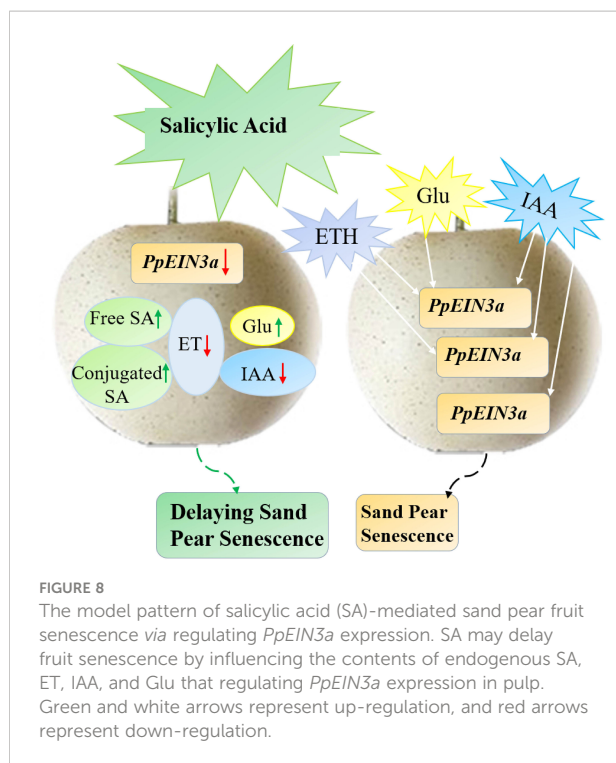 Salicylic Acid
Glu
IAA
ETH
PpEIN3a
Free SA
ET
Glu
Conjugated
SA
IAA
PpEIN3a
PpEIN3a
PpEIN3a
Delaying Sand
Pear Senescence
Sand Pear
Senescence
FIGURE 8
The model pattern of salicylic acid (SA)-mediated sand pear fruit
senescence via regulating PpEIN3a expression. SA may delay
fruit senescence by influencing the contents of endogenous SA,
ET, IAA, and Glu that regulating PpEIN3a expression in pulp.
Green and white arrows represent up-regulation, and red arrows
represent down-regulation.